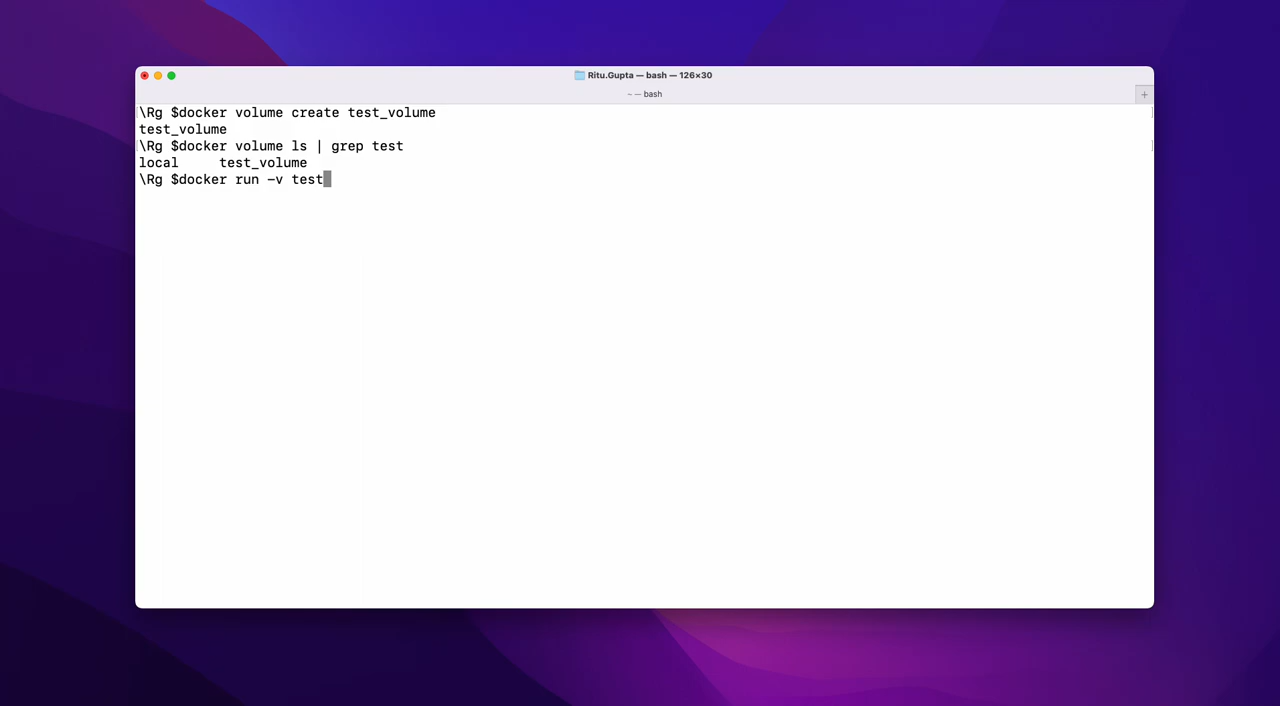 Ritu.Gupta — bash — 126×30
~ — bash
+
\Rg $docker volume create test_volume
test_volume
\Rg $docker volume ls | grep test
local     test_volume
\Rg $docker run -v test